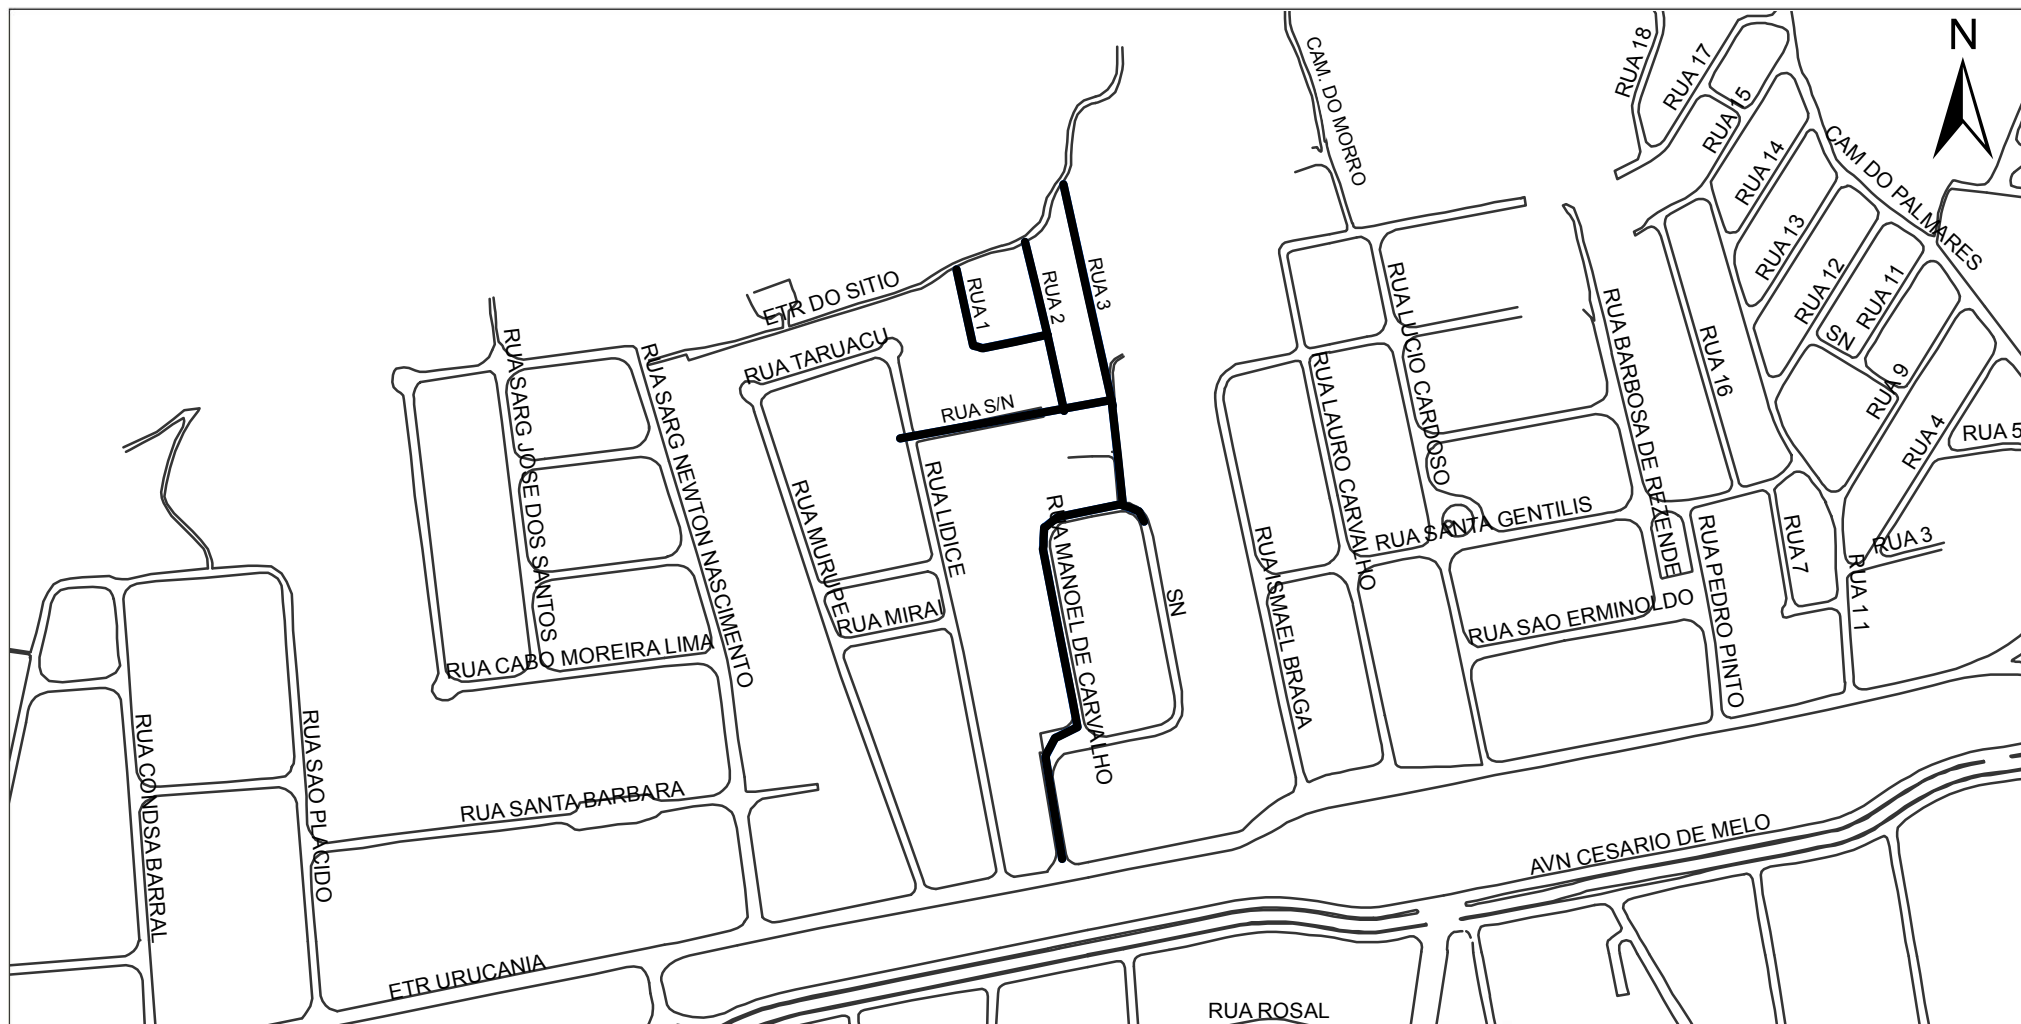 N
CAM. DO MORRO
RUA 18
RUA 17
RUA 15
RUA 14
CAM DO PALMARES
RUA 13
RUA 12
RUA 11
SN
RUA 9
RUA 4
RUA 5
RUA 3
RUA 16
RUA 7
RUA 1 1
ETR DO SITIO
RUA 1
RUA 2
RUA 3
RUA TARUACU
RUA S/N
RUA SARG JOSE DOS SANTOS
RUA SARG NEWTON NASCIMENTO
RUA MURUPE
RUA LIDICE
RUA MIRAI
RUA MANOEL DE CARVALHO
SN
RUA ISMAEL BRAGA
RUA LAURO CARVALHO
RUA LUCIO CARDOSO
RUA BARBOSA DE REZENDE
RUA SANTA GENTILIS
RUA SAO ERMINOLDO
RUA PEDRO PINTO
RUA CABO MOREIRA LIMA
RUA CONDSA BARRAL
RUA SAO PLACIDO
RUA SANTA BARBARA
AVN CESARIO DE MELO
ETR URUCANIA
RUA ROSAL